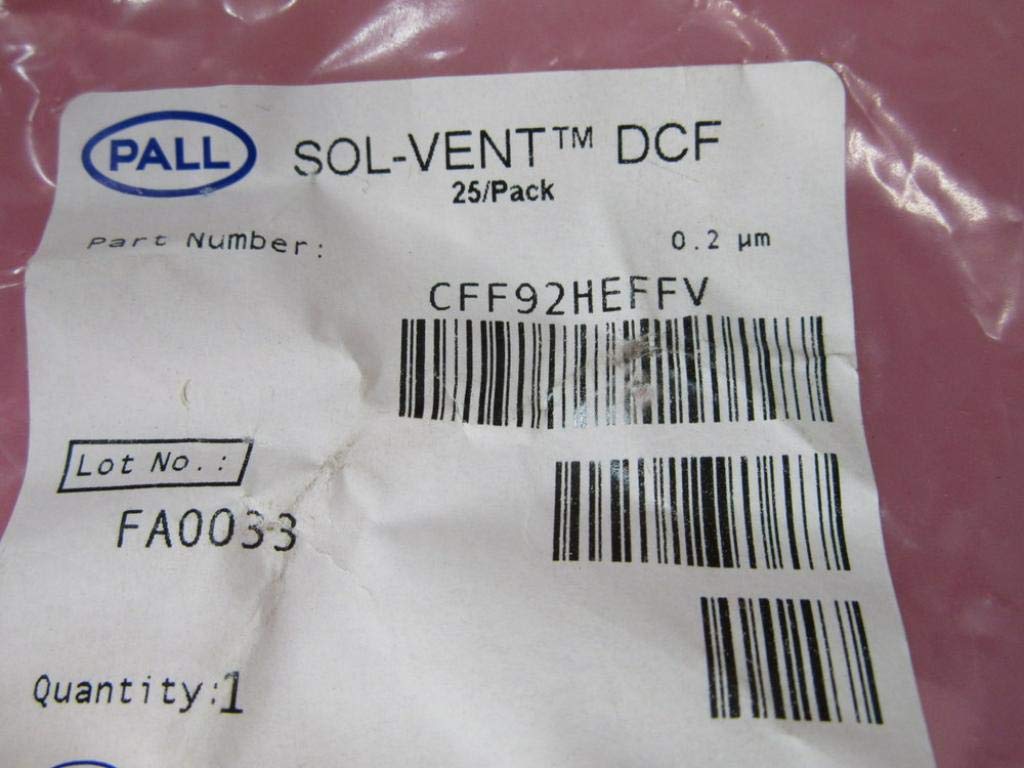 PALL SOL-VENT™ DCF
25/Pack
Part Number: 0.2 µm
CFF92HEFFV
Lot No.:
FA0033
Quantity:1